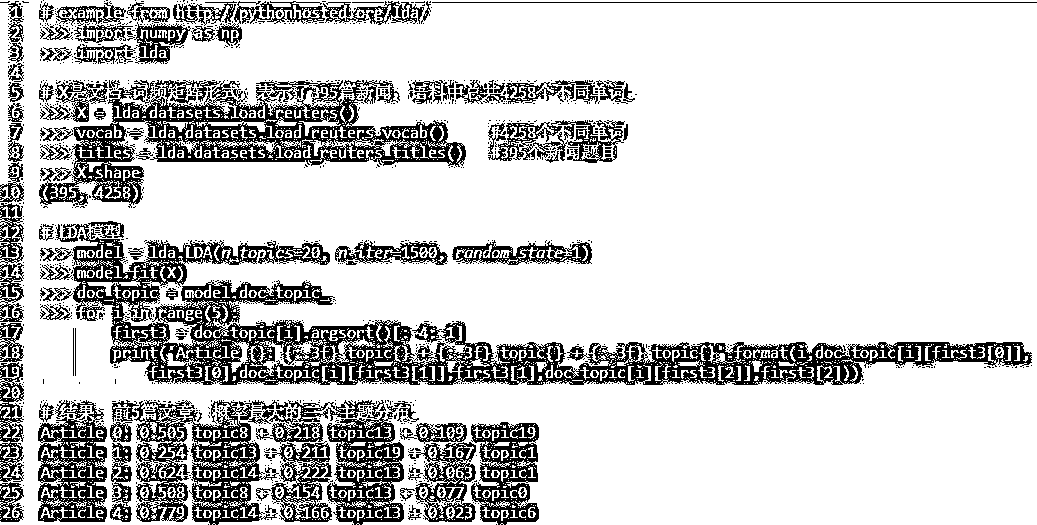 1 # example from http://pythonhosted.org/lda/
2 >>> import numpy as np
3 >>> import lda
4
5 # X是文档-词频矩阵形式，表示了395篇新闻，语料中总共4258个不同单词
6 >>> X = lda.datasets.load_reuters()
7 >>> vocab = lda.datasets.load_reuters_vocab() #4258个不同单词
8 >>> titles = lda.datasets.load_reuters_titles() #395个新闻题目
9 >>> X.shape
10 (395, 4258)
11
12 # LDA模型
13 >>> model = lda.LDA(n_topics=20, n_iter=1500, random_state=1)
14 >>> model.fit(X)
15 >>> doc_topic = model.doc_topic_
16 >>> for i in range(5):
17 first3 = doc_topic[i].argsort()[:-4:-1]
18 print("Article {}: {:.3f} topic{} + {:.3f} topic{} + {:.3f} topic{}".format(i,doc_topic[i][first3[0]],
19 first3[0],doc_topic[i][first3[1]],first3[1],doc_topic[i][first3[2]],first3[2]))
20
21 # 结果：前5篇文章，概率最大的三个主题分布
22 Article 0: 0.505 topic8 + 0.218 topic13 + 0.109 topic19
23 Article 1: 0.254 topic13 + 0.211 topic19 + 0.167 topic1
24 Article 2: 0.624 topic14 + 0.222 topic13 + 0.063 topic1
25 Article 3: 0.508 topic8 + 0.154 topic13 + 0.077 topic0
26 Article 4: 0.779 topic14 + 0.166 topic13 + 0.023 topic6